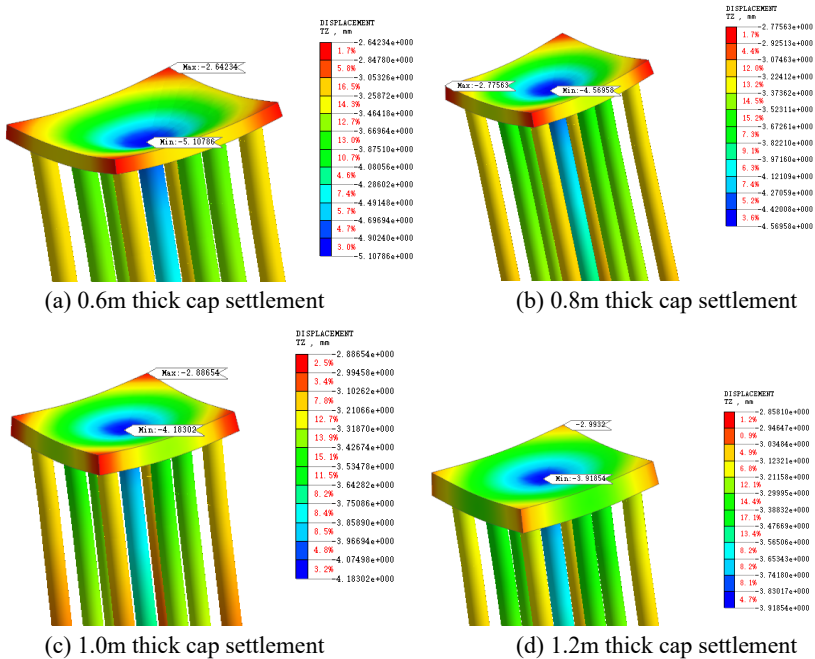 DISPLACEMENT
TZ , mm
-2.64234e+000
1.7%
-2.84780e+000
5.8%
-3.05326e+000
16.5%
-3.25872e+000
14.3%
-3.46418e+000
12.7%
-3.66964e+000
13.0%
-3.87510e+000
10.7%
-4.08056e+000
4.6%
-4.28602e+000
7.4%
-4.49148e+000
5.7%
-4.69694e+000
4.7%
-4.90240e+000
3.0%
-5.10786e+000
Max:-2.64234
Min:-5.10786
(a) 0.6m thick cap settlement
DISPLACEMENT
TZ , mm
-2.77563e+000
1.7%
-2.92513e+000
4.4%
-3.07463e+000
12.0%
-3.22412e+000
13.2%
-3.37362e+000
14.5%
-3.52311e+000
15.2%
-3.67261e+000
7.3%
-3.82210e+000
9.1%
-3.97160e+000
6.3%
-4.12109e+000
7.4%
-4.27059e+000
5.2%
-4.42008e+000
3.6%
-4.56958e+000
Max:-2.77563
Min:-4.56958
(b) 0.8m thick cap settlement
DISPLACEMENT
TZ , mm
-2.88654e+000
2.5%
-2.99458e+000
3.4%
-3.10262e+000
7.8%
-3.21066e+000
12.7%
-3.31870e+000
13.9%
-3.42674e+000
15.1%
-3.53478e+000
11.5%
-3.64282e+000
8.2%
-3.75086e+000
8.4%
-3.85890e+000
8.5%
-3.96694e+000
4.8%
-4.07498e+000
3.2%
-4.18302e+000
Max:-2.88654
Min:-4.18302
(c) 1.0m thick cap settlement
DISPLACEMENT
TZ , mm
-2.85810e+000
1.2%
-2.94647e+000
0.9%
-3.03484e+000
4.9%
-3.12321e+000
6.8%
-3.21158e+000
12.1%
-3.29995e+000
14.4%
-3.38832e+000
17.1%
-3.47669e+000
13.4%
-3.56506e+000
8.2%
-3.65343e+000
8.2%
-3.74180e+000
8.1%
-3.83017e+000
4.7%
-3.91854e+000
-2.9932
Min:-3.91854
(d) 1.2m thick cap settlement